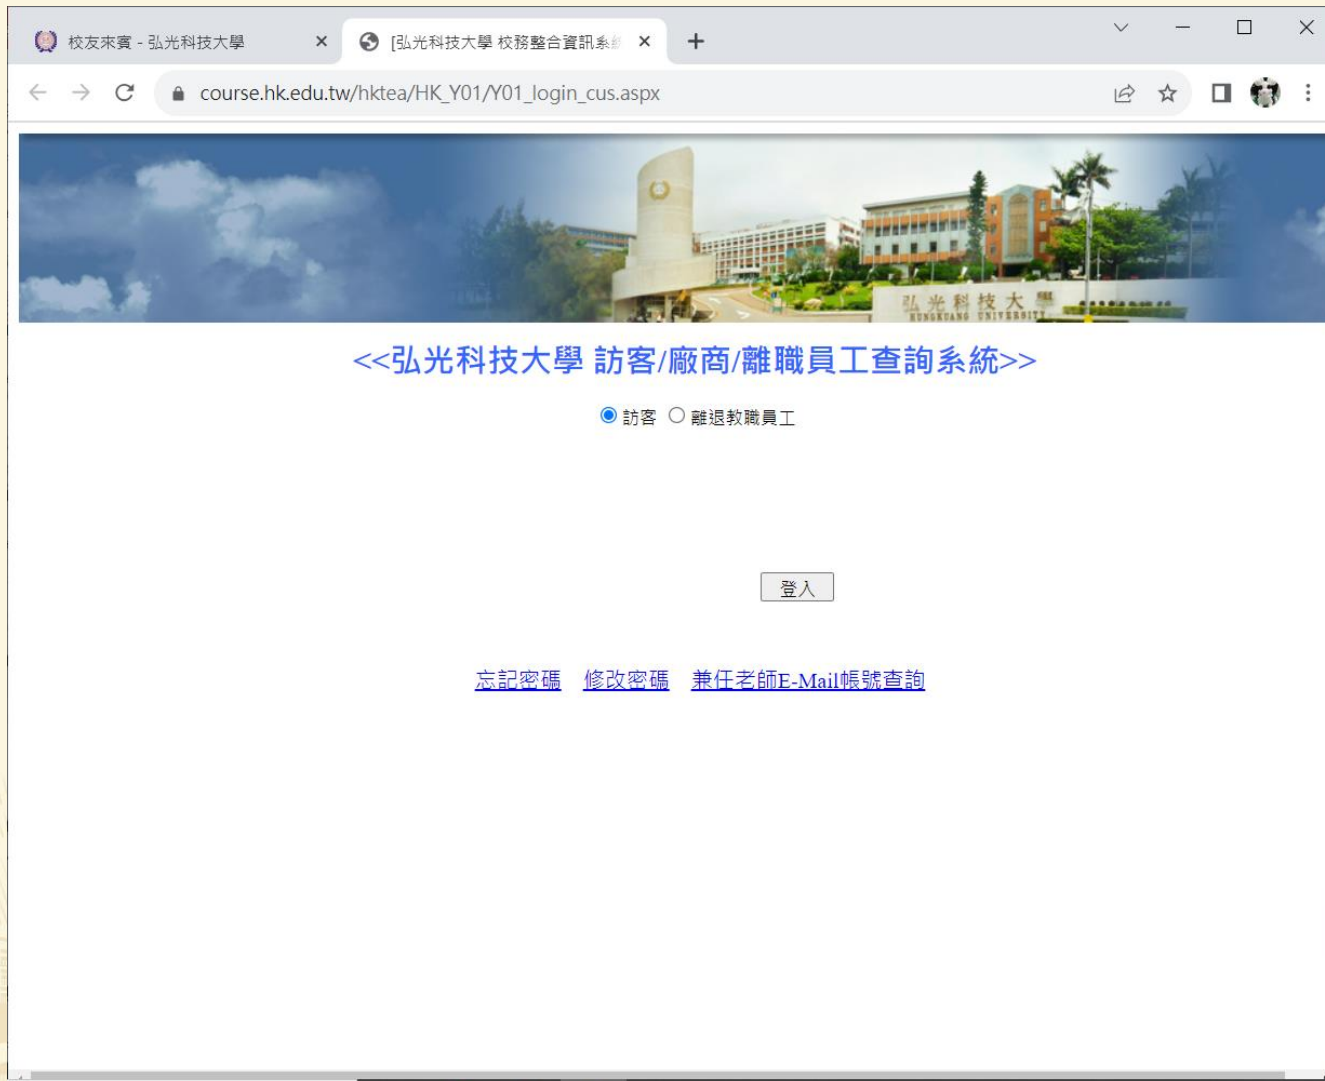 校友來賓 - 弘光科技大學
[弘光科技大學 校務整合資訊系統
course.hk.edu.tw/hktea/HK_Y01/Y01_login_cus.aspx
弘光科技大學
HUNGKUANG UNIVERSITY
<<弘光科技大學 訪客/廠商/離職員工查詢系統>>
訪客 離退教職員工
登入
忘記密碼 修改密碼 兼任老師E-Mail帳號查詢